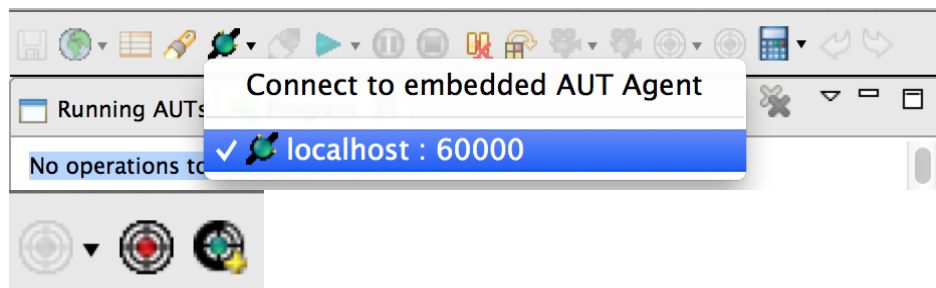 Connect to embedded AUT Agent
Running AUTs
localhost : 60000
No operations to